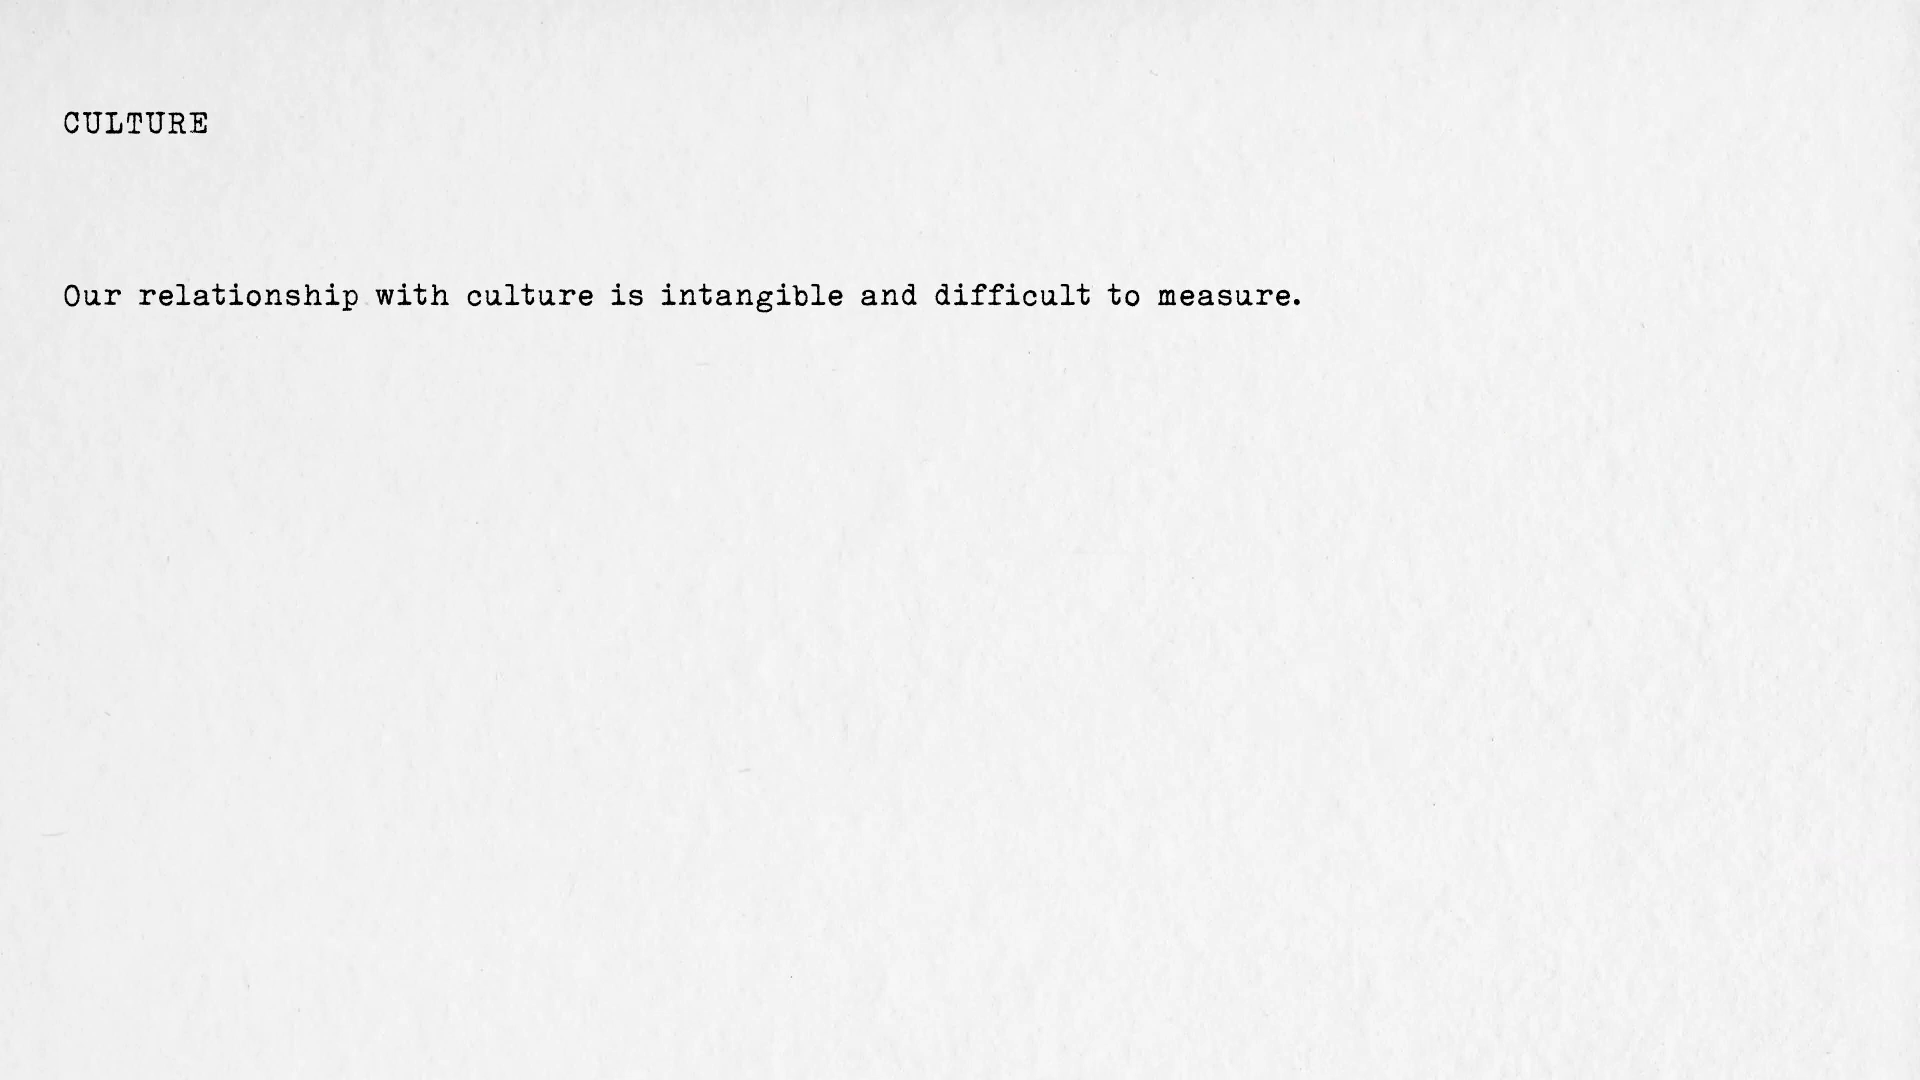 CULTURE
Our relationship with culture is intangible and difficult to measure.